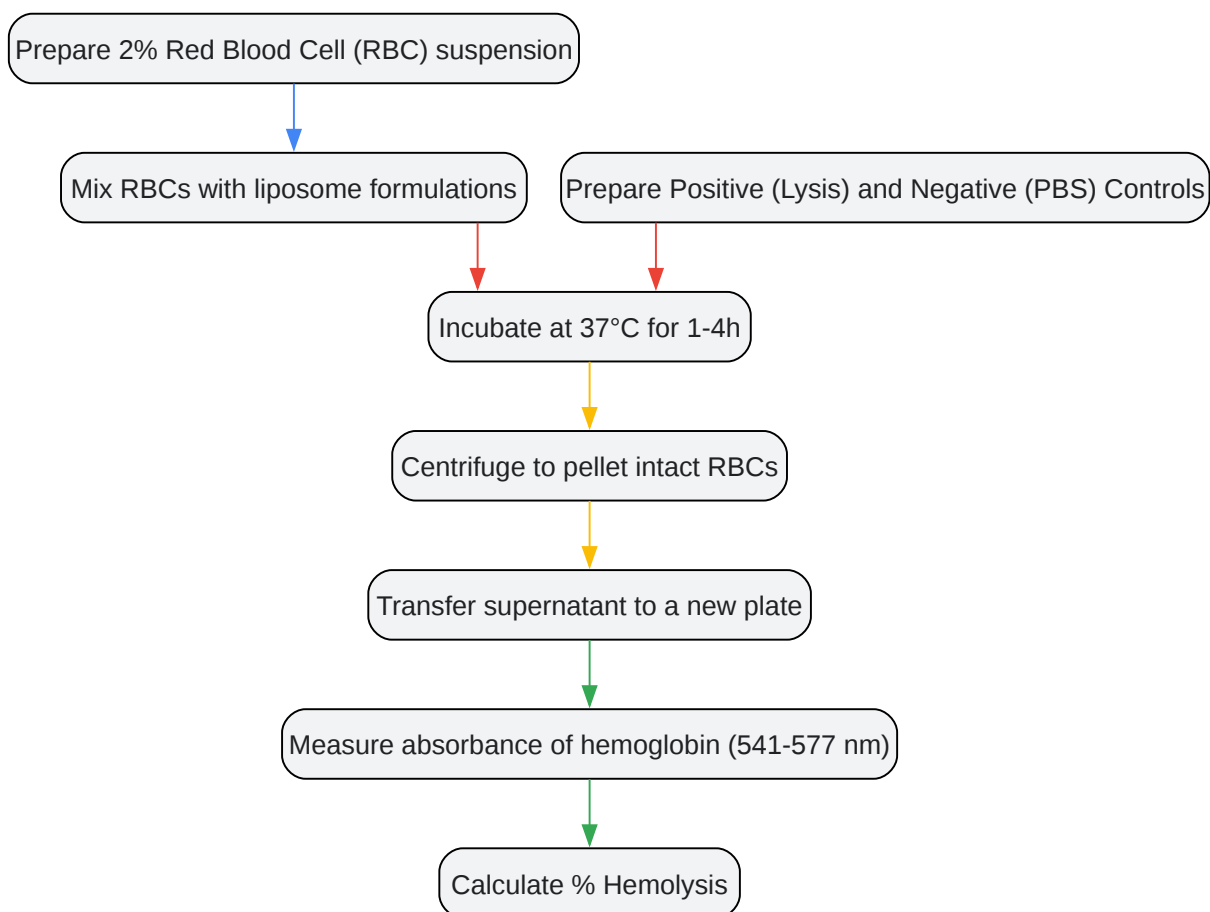 Prepare 2% Red Blood Cell (RBC) suspension
Mix RBCs with liposome formulations
Prepare Positive (Lysis) and Negative (PBS) Controls
Incubate at 37°C for 1-4h
Centrifuge to pellet intact RBCs
Transfer supernatant to a new plate
Measure absorbance of hemoglobin (541-577 nm)
Calculate % Hemolysis